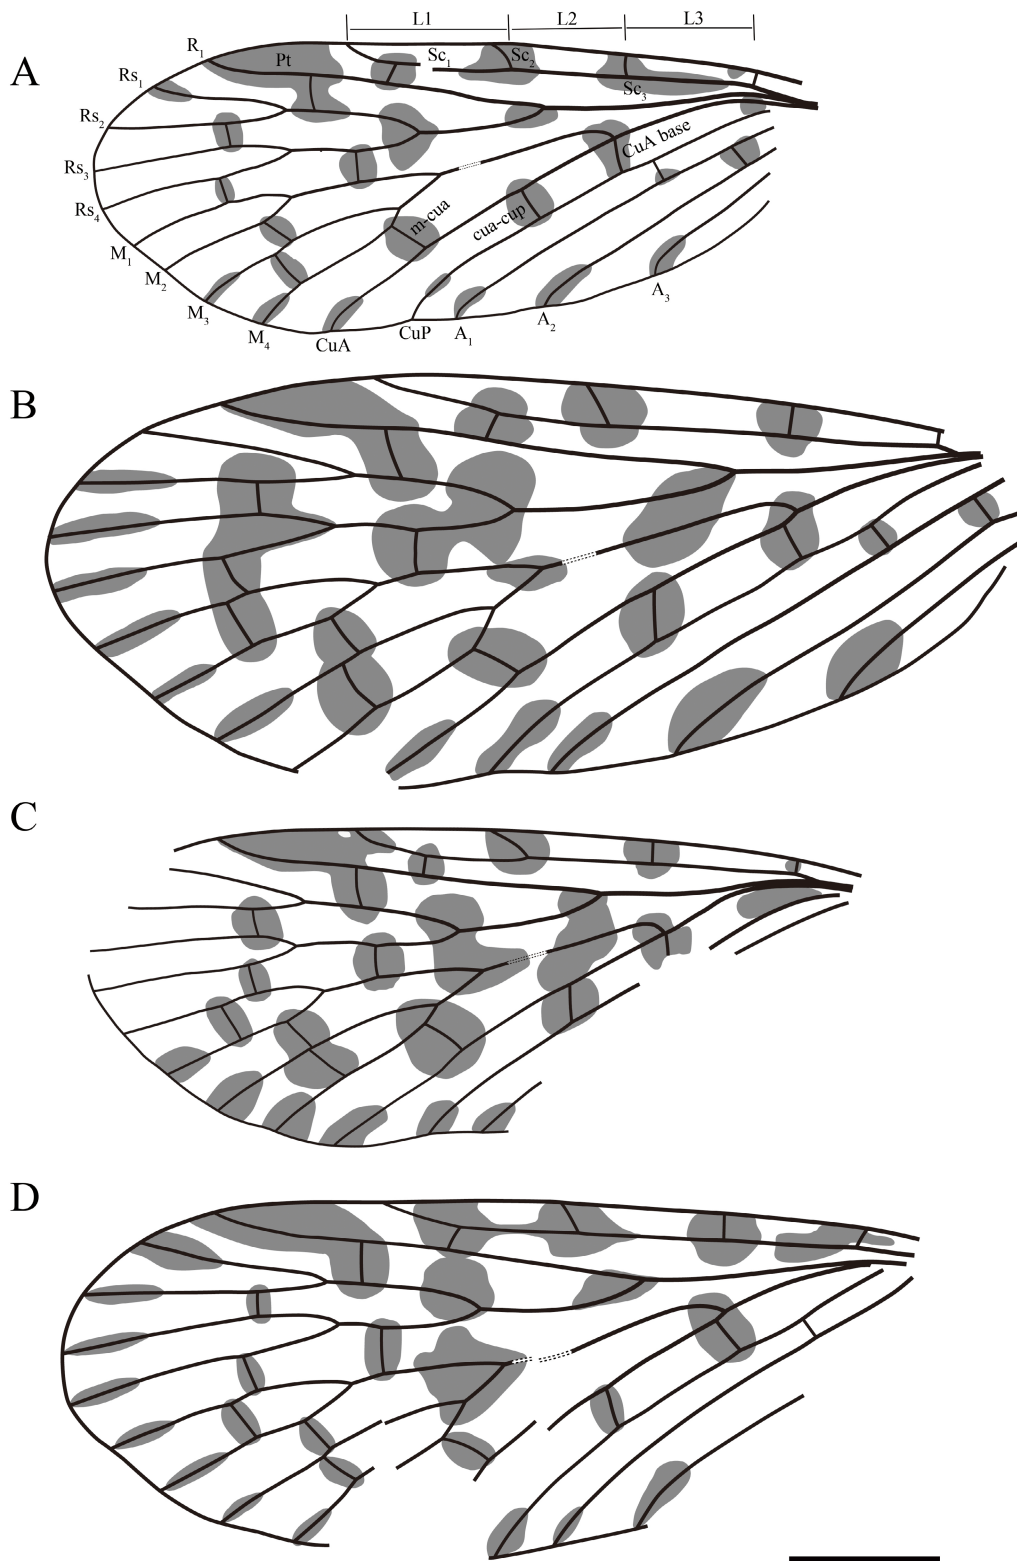 L1 L2 L3
A
R1
Pt
Sc1
Sc2
Sc3
Rs1
Rs2
Rs3
Rs4
CuA base
m-cua
cua-cup
M1
M2
M3
M4
CuA
CuP
A1
A2
A3
B
C
D